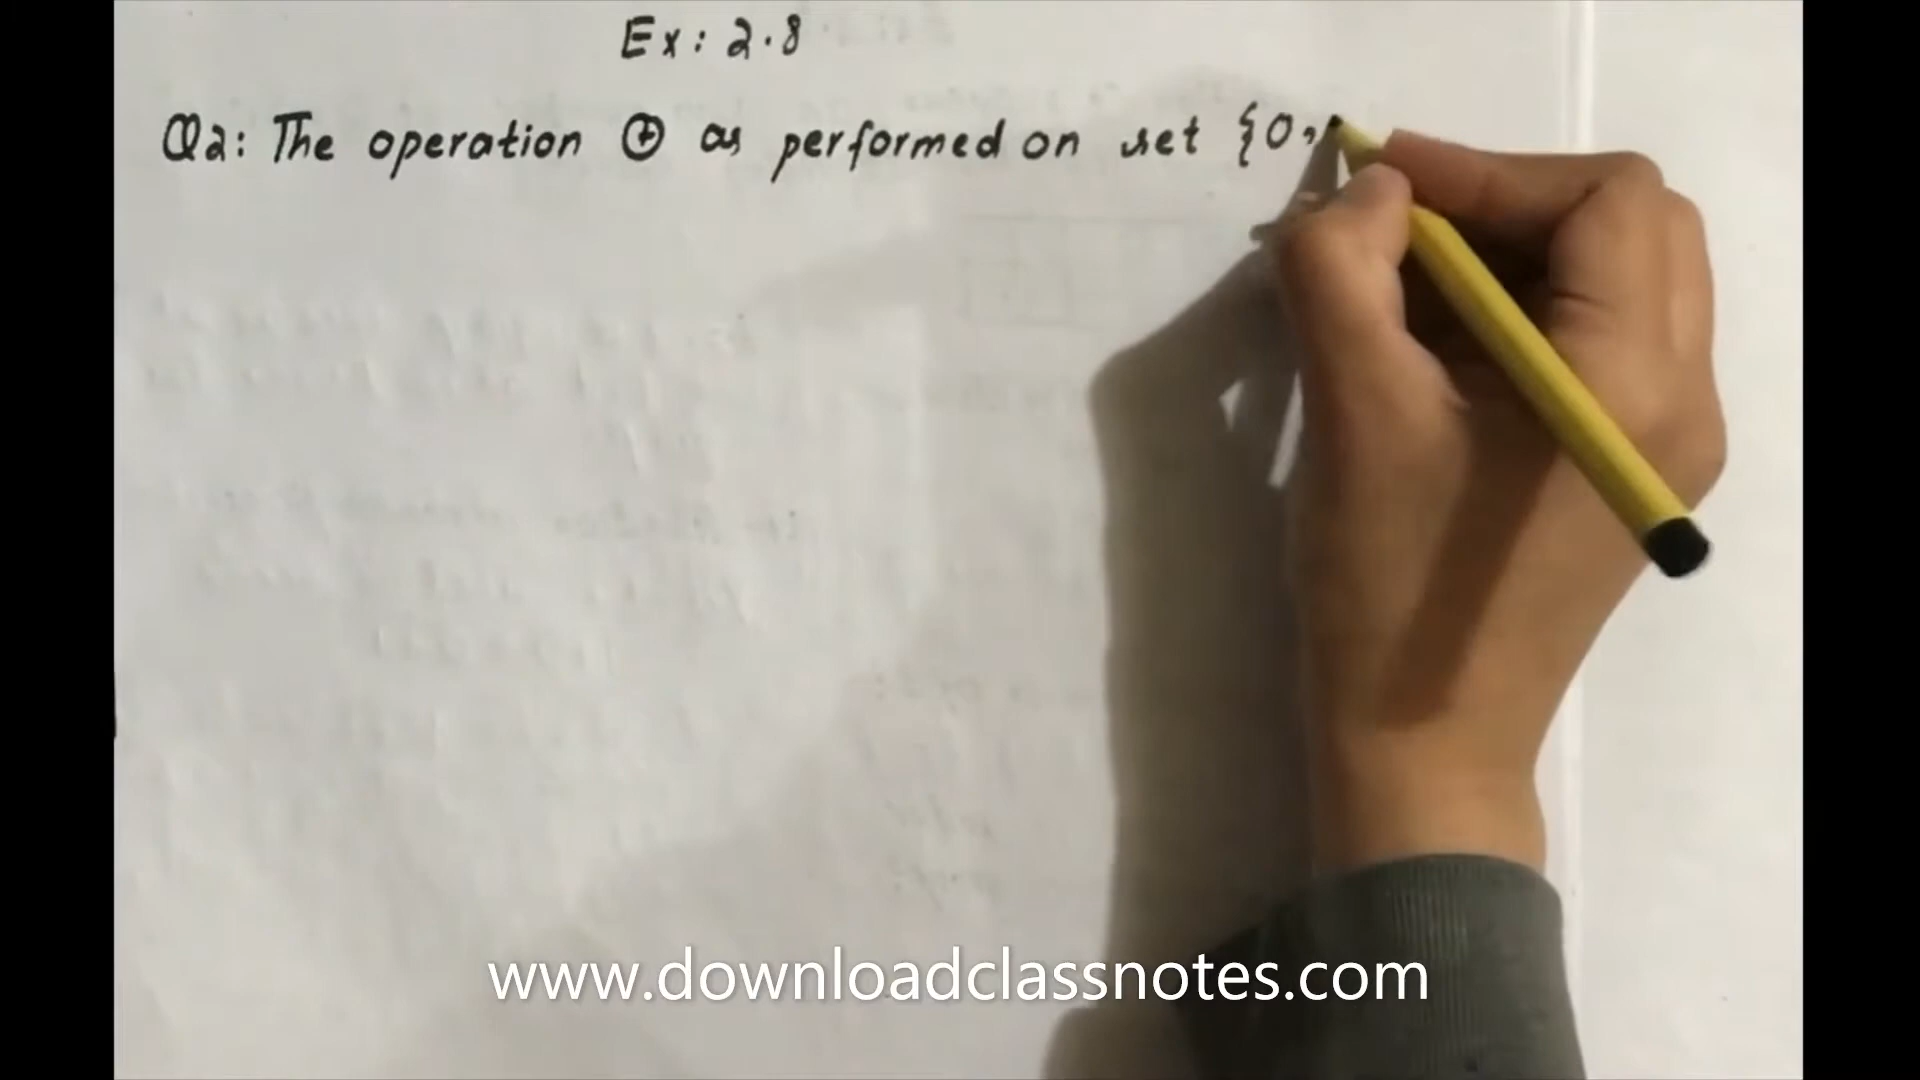 Ex: 2.8
Q2: The operation ⊕ as performed on set {0,
www.downloadclassnotes.com